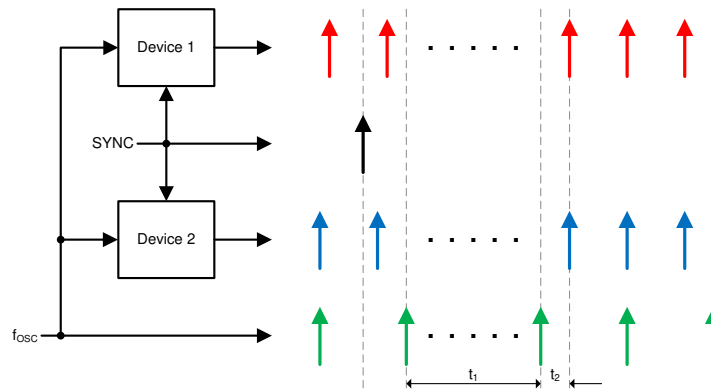 Device 1
SYNC
Device 2
fOSC
t1
t2